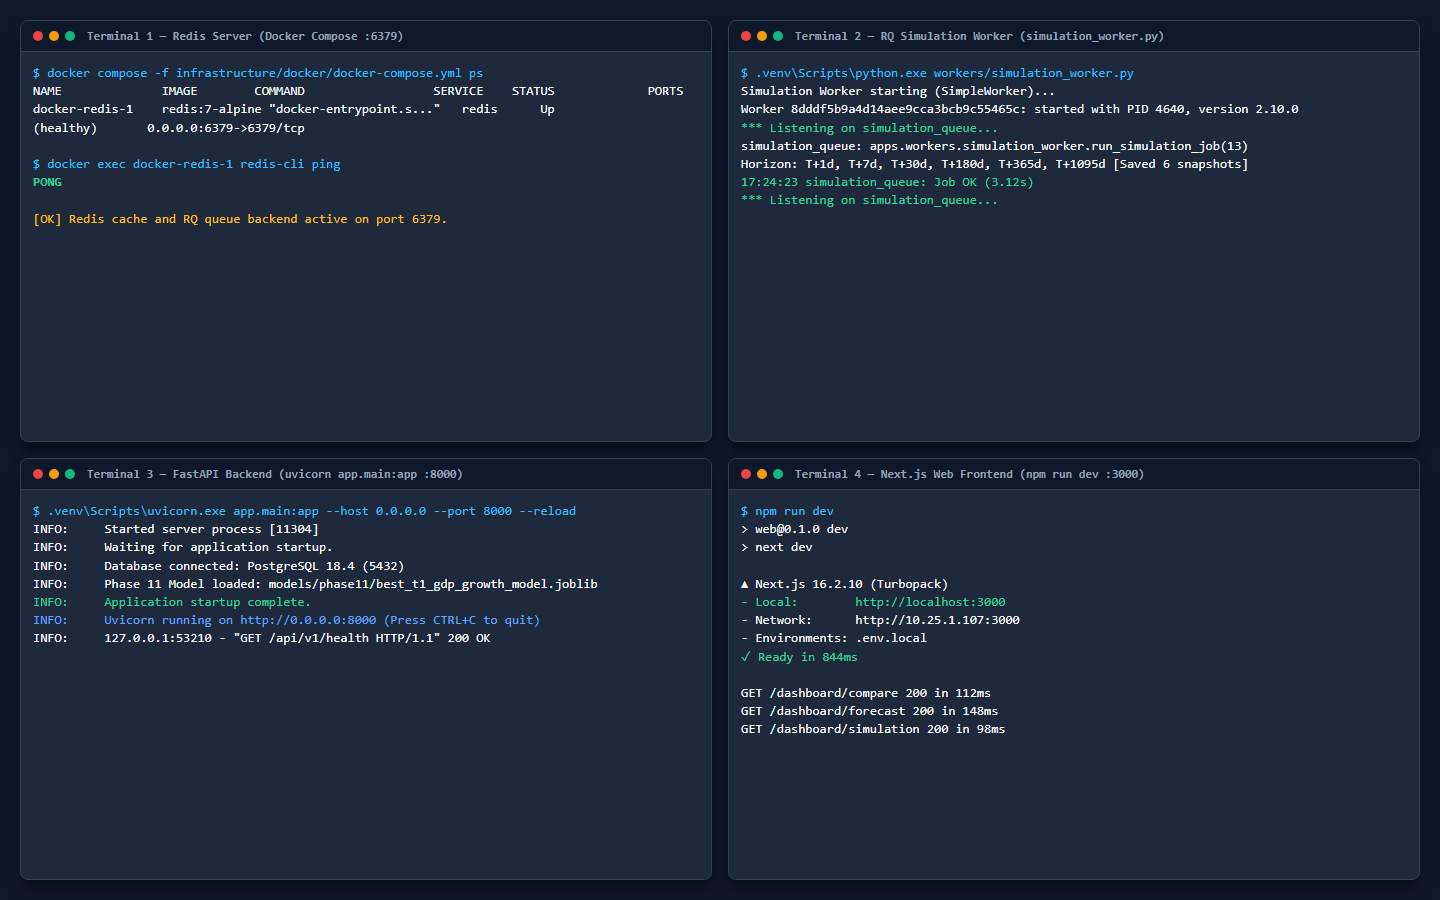 Terminal 1 — Redis Server (Docker Compose :6379)
$ docker compose -f infrastructure/docker/docker-compose.yml ps
NAME              IMAGE        COMMAND                  SERVICE    STATUS             PORTS
docker-redis-1    redis:7-alpine "docker-entrypoint.s..."   redis      Up
(healthy)       0.0.0.0:6379->6379/tcp
$ docker exec docker-redis-1 redis-cli ping
PONG
[OK] Redis cache and RQ queue backend active on port 6379.
Terminal 2 — RQ Simulation Worker (simulation_worker.py)
$ .venv\Scripts\python.exe workers/simulation_worker.py
Simulation Worker starting (SimpleWorker)...
Worker 8dddf5b9a4d14aee9cca3bcb9c55465c: started with PID 4640, version 2.10.0
*** Listening on simulation_queue...
simulation_queue: apps.workers.simulation_worker.run_simulation_job(13)
Horizon: T+1d, T+7d, T+30d, T+180d, T+365d, T+1095d [Saved 6 snapshots]
17:24:23 simulation_queue: Job OK (3.12s)
*** Listening on simulation_queue...
Terminal 3 — FastAPI Backend (uvicorn app.main:app :8000)
$ .venv\Scripts\uvicorn.exe app.main:app --host 0.0.0.0 --port 8000 --reload
INFO:     Started server process [11304]
INFO:     Waiting for application startup.
INFO:     Database connected: PostgreSQL 18.4 (5432)
INFO:     Phase 11 Model loaded: models/phase11/best_t1_gdp_growth_model.joblib
INFO:     Application startup complete.
INFO:     Uvicorn running on http://0.0.0.0:8000 (Press CTRL+C to quit)
INFO:     127.0.0.1:53210 - "GET /api/v1/health HTTP/1.1" 200 OK
Terminal 4 — Next.js Web Frontend (npm run dev :3000)
$ npm run dev
> web@0.1.0 dev
> next dev
▲ Next.js 16.2.10 (Turbopack)
- Local:        http://localhost:3000
- Network:      http://10.25.1.107:3000
- Environments: .env.local
✓ Ready in 844ms
GET /dashboard/compare 200 in 112ms
GET /dashboard/forecast 200 in 148ms
GET /dashboard/simulation 200 in 98ms